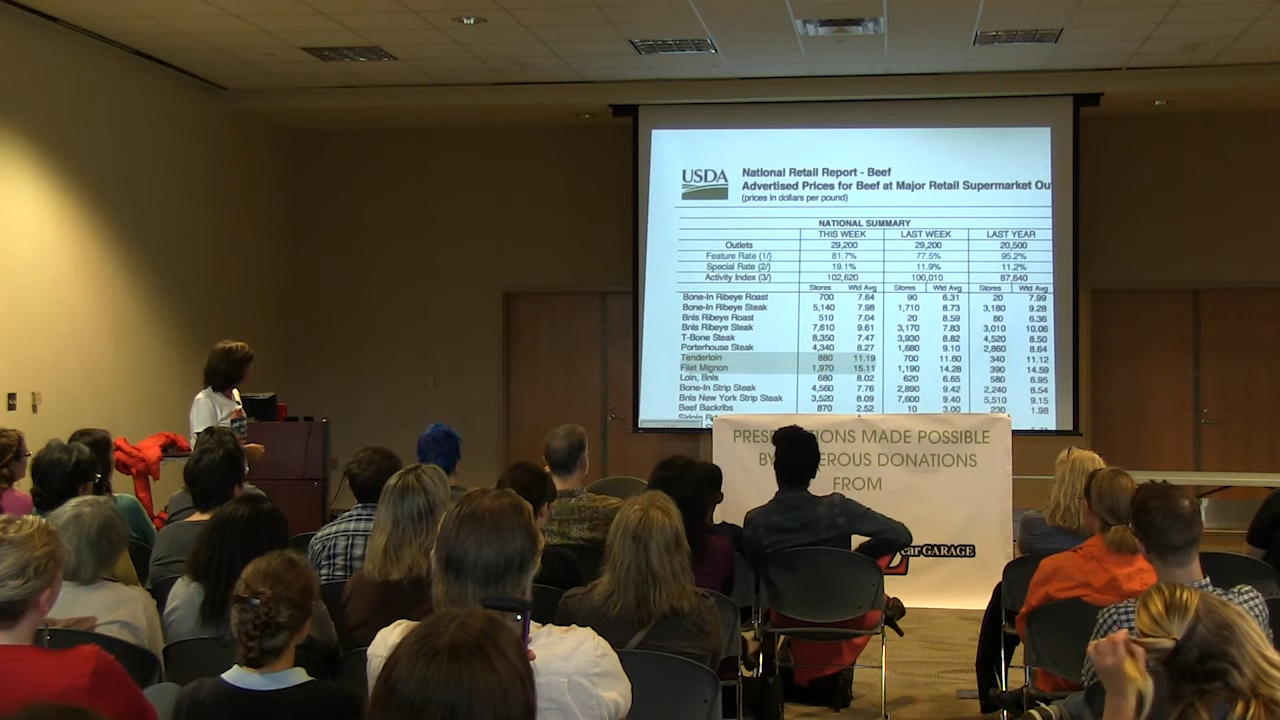 USDA
National Retail Report - Beef
Advertised Prices for Beef at Major Retail Supermarket Ou
(prices in dollars per pound)
NATIONAL SUMMARY
THIS WEEK LAST WEEK LAST YEAR
Outlets 29,200 29,200 20,500
Feature Rate (1/) 81.7% 77.5% 95.2%
Special Rate (2/) 19.1% 11.9% 11.2%
Activity Index (3/) 102,620 100,010 87,640
Stores Wtd Avg Stores Wtd Avg Stores Wtd Avg
Bone-In Ribeye Roast 700 7.64 90 6.31 20 7.99
Bone-In Ribeye Steak 5,140 7.98 1,710 8.73 3,180 9.28
Bnls Ribeye Roast 510 7.04 20 8.59 80 6.36
Bnls Ribeye Steak 7,610 9.61 3,170 7.83 3,010 10.06
T-Bone Steak 8,350 7.47 3,930 8.82 4,520 8.50
Porterhouse Steak 4,340 8.27 1,680 9.10 2,860 8.64
Tenderloin 880 11.19 700 11.60 340 11.12
Filet Mignon 1,970 15.11 1,190 14.28 390 14.59
Loin, Bnls 680 8.02 620 6.65 580 6.95
Bone-In Strip Steak 4,560 7.76 2,890 9.42 2,240 8.54
Bnls New York Strip Steak 3,520 8.09 7,600 9.40 5,510 9.15
Beef Backribs 870 2.52 10 3.00 230 1.98
PRES IONS MADE POSSIBLE
BY EROUS DONATIONS
FROM
car GARAGE